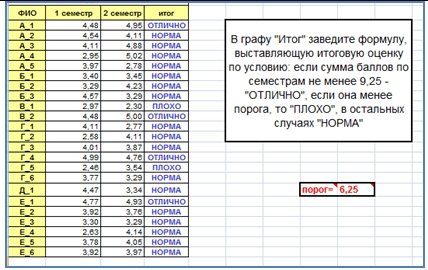 ФИО 1 семестр 2 семестр итог
А_1 4,48 4,95 ОТЛИЧНО
А_2 4,54 4,11 НОРМА
А_3 4,11 4,88 НОРМА
А_4 2,95 5,02 НОРМА
А_5 3,97 2,78 НОРМА
Б_1 3,40 3,45 НОРМА
Б_2 3,29 4,23 НОРМА
Б_3 4,57 3,29 НОРМА
В_1 2,97 2,30 ПЛОХО
В_2 4,48 5,00 ОТЛИЧНО
Г_1 4,11 2,77 НОРМА
Г_2 2,58 4,11 НОРМА
Г_3 4,01 3,87 НОРМА
Г_4 4,99 4,76 ОТЛИЧНО
Г_5 2,46 3,54 ПЛОХО
Г_6 3,77 3,29 НОРМА
Д_1 4,47 3,34 НОРМА
Е_1 4,77 4,93 ОТЛИЧНО
Е_2 3,92 3,76 НОРМА
Е_3 3,30 3,29 НОРМА
Е_4 2,63 4,14 НОРМА
Е_5 3,78 4,05 НОРМА
Е_6 3,92 3,97 НОРМА
В графу "Итог" заведите формулу,
выставляющую итоговую оценку
по условию: если сумма баллов по
семестрам не менее 9,25 -
"ОТЛИЧНО", если она менее
порога, то "ПЛОХО", в остальных
случаях "НОРМА"
порог= 6,25